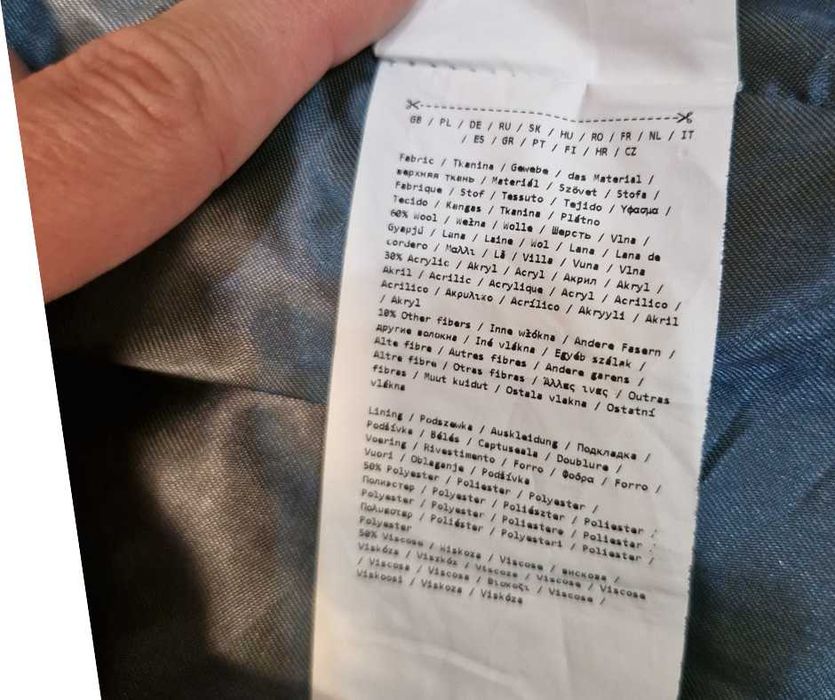 GB / PL / DE / RU / SK / HU / RO / FR / NL / IT
/ ES / GR / PT / FI / HR / CZ
Fabric / Tkanina / Gewebe / das Material /
верхняя ткань / Materiál / Szövet / Stofa /
Fabrique / Stof / Tessuto / Tejido / Υφασμα /
Tecido / Kangas / Tkanina / Plátno
60% Wool / Wełna / Wolle / Шерсть / Vlna /
Gyapjú / Lana / Laine / Wol / Lana / Lana de
cordero / Μαλλι / Lã / Villa / Vuna / Vlna
30% Acrylic / Akryl / Acryl / Акрил / Akryl /
Akril / Acrilic / Acrylique / Acryl / Acrilico /
Acrílico / Ακρυλικο / Acrílico / Akryyli / Akril
/ Akryl
10% Other fibers / Inne włókna / Andere Fasern /
другие волокна / Iné vlákna / Egyéb szálak /
Alte fibre / Autres fibres / Andere garens /
Altre fibre / Otras fibras / Άλλες ινες / Outras
fibras / Muut kuidut / Ostala vlakna / Ostatní
vlákna
Lining / Podszewka / Auskleidung / Подкладка /
Podšívka / Bélés / Captuseala / Doublure /
Voering / Rivestimento / Forro / Φοδρα / Forro /
Vuori / Oblaganje / Podšívka
50% Polyester / Poliester / Polyester /
Полиэстер / Polyester / Poliészter / Poliester /
Polyester / Polyester / Poliestere / Poliester /
Πολυεστερ / Poliéster / Polyesteri / Poliester /
Polyester
50% Viscose / Wiskoza / Viscose / вискоза /
Viskóza / Viszkóz / Viscoza / Viscose / Viscose
/ Viscosa / Viscosa / Βισκοζη / Viscose /
Viskoosi / Viskoza / Viskóza